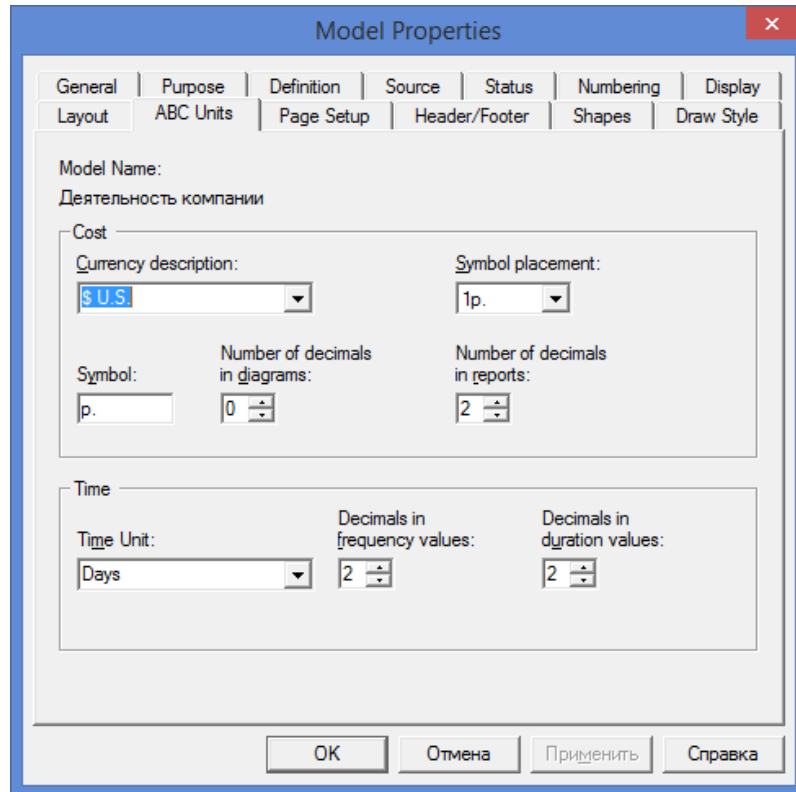 Model Properties
General Purpose Definition Source Status Numbering Display
Layout ABC Units Page Setup Header/Footer Shapes Draw Style
Model Name:
Деятельность компании
Cost
Currency description: Symbol placement:
$ U.S. 1p.
Number of decimals Number of decimals
Symbol: in diagrams: in reports:
p. 0 2
Time
Decimals in Decimals in
Time Unit: frequency values: duration values:
Days 2 2
OK Отмена Применить Справка